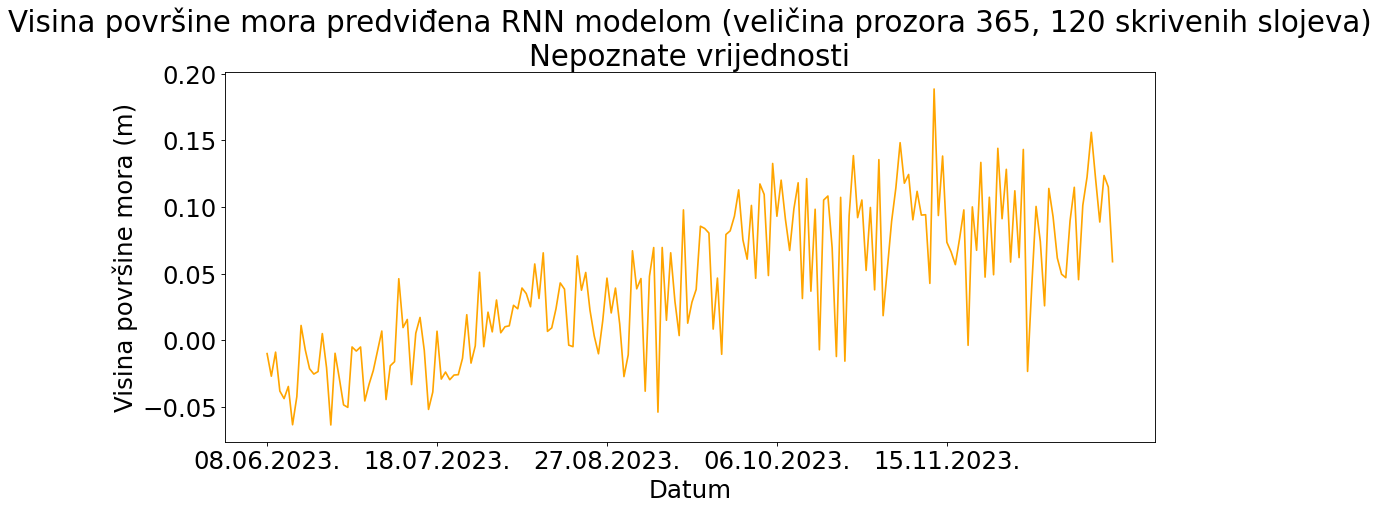 Visina površine mora predviđena RNN modelom (veličina prozora 365, 120 skrivenih slojeva)
Nepoznate vrijednosti
Visina površine mora (m)
0.20
0.15
0.10
0.05
0.00
−0.05
08.06.2023. 18.07.2023. 27.08.2023. 06.10.2023. 15.11.2023.
Datum